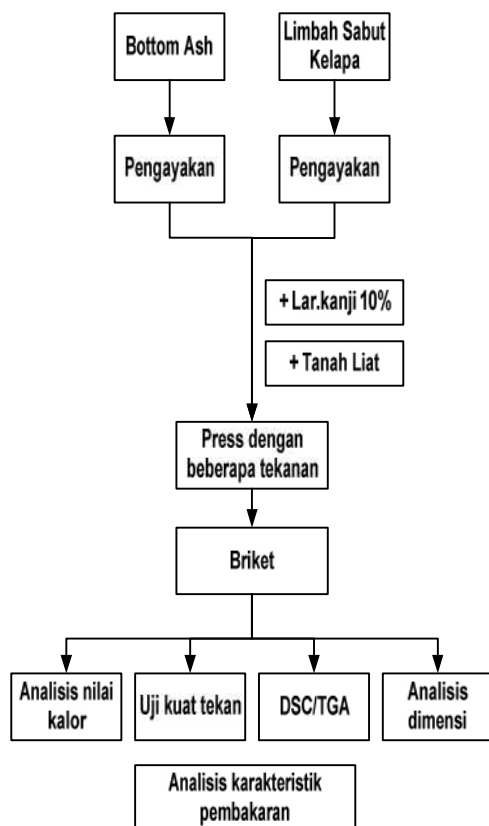 Bottom Ash
Limbah Sabut
Kelapa
Pengayakan
Pengayakan
+ Lar.kanji 10%
+ Tanah Liat
Press dengan
beberapa tekanan
Briket
Analisis nilai
kalor
Uji kuat tekan
DSC/TGA
Analisis
dimensi
Analisis karakteristik
pembakaran